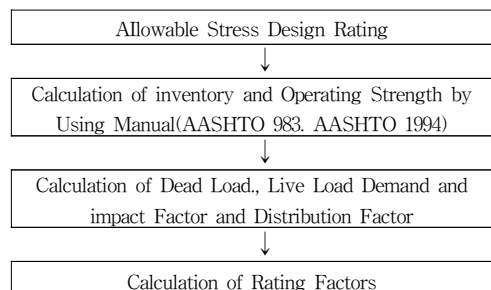 Allowable Stress Design Rating
Calculation of inventory and Operating Strength by
Using Manual(AASHTO 983. AASHTO 1994)
Calculation of Dead Load., Live Load Demand and
impact Factor and Distribution Factor
Calculation of Rating Factors